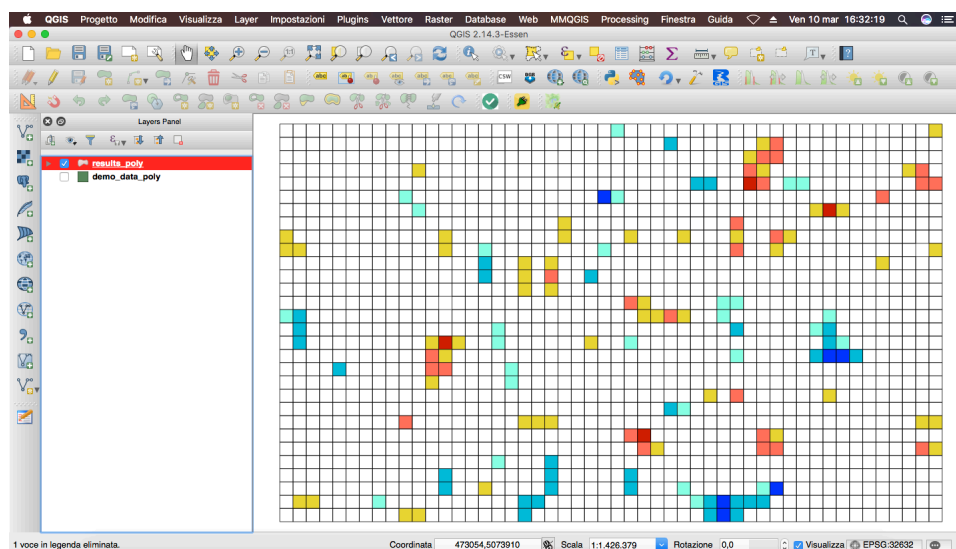 QGIS Progetto Modifica Visualizza Layer Impostazioni Plugins Vettore Raster Database Web MMQGIS Processing Finestra Guida Ven 10 mar 16:32:19
QGIS 2.14.3-Essen
CSW
Layers Panel
results_poly
demo_data_poly
1 voce in legenda eliminata.
Coordinata 473054,5073910 Scala 1:1.426.379 Rotazione 0,0 Visualizza EPSG:32632